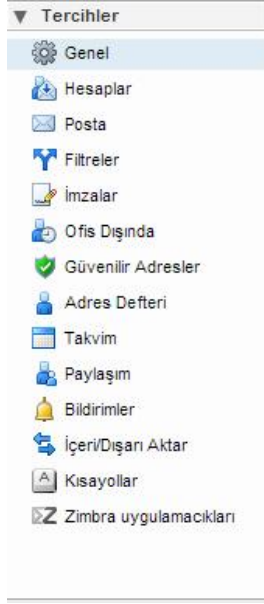 Tercihler
Genel
Hesaplar
Posta
Filtreler
İmzalar
Ofis Dışında
Güvenilir Adresler
Adres Defteri
Takvim
Paylaşım
Bildirimler
İçeri/Dışarı Aktar
A
Kısayollar
Z Zimbra uygulamacıkları